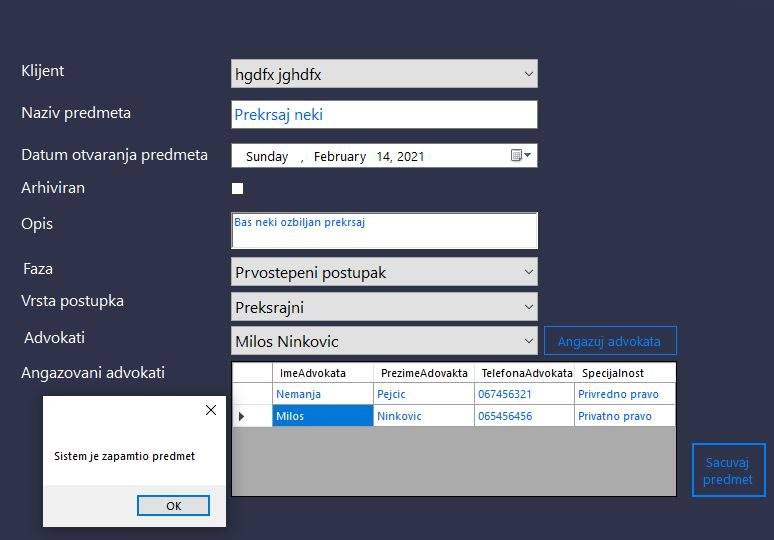 Klijent hgdfx jghdfx
Naziv predmeta Prekrsaj neki
Datum otvaranja predmeta Sunday , February 14, 2021
Arhiviran
Opis Bas neki ozbiljan prekrsaj
Faza Prvostepeni postupak
Vrsta postupka Preksrajni
Advokati Milos Ninkovic Angazuj advokata
Angazovani advokati ImeAdvokata PrezimeAdovakta TelefonaAdvokata Specijalnost
Nemanja Pejcic 067456321 Privredno pravo
Milos Ninkovic 065456456 Privatno pravo
Sistem je zapamtio predmet
OK
Sacuvaj
predmet